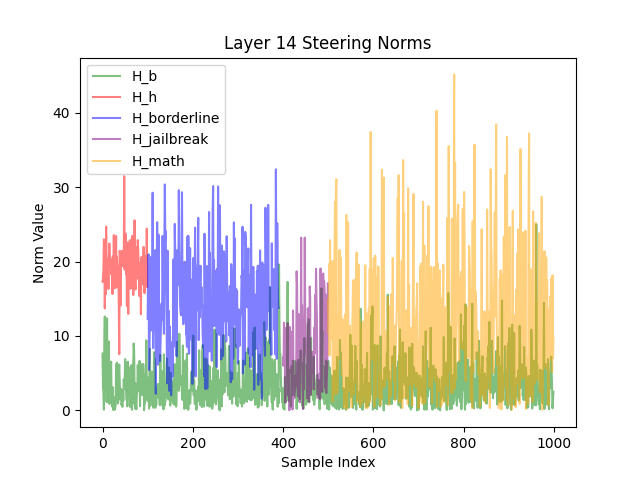 Layer 14 Steering Norms
H_b
H_h
H_borderline
H_jailbreak
H_math
Norm Value
40
30
20
10
0
0 200 400 600 800 1000
Sample Index